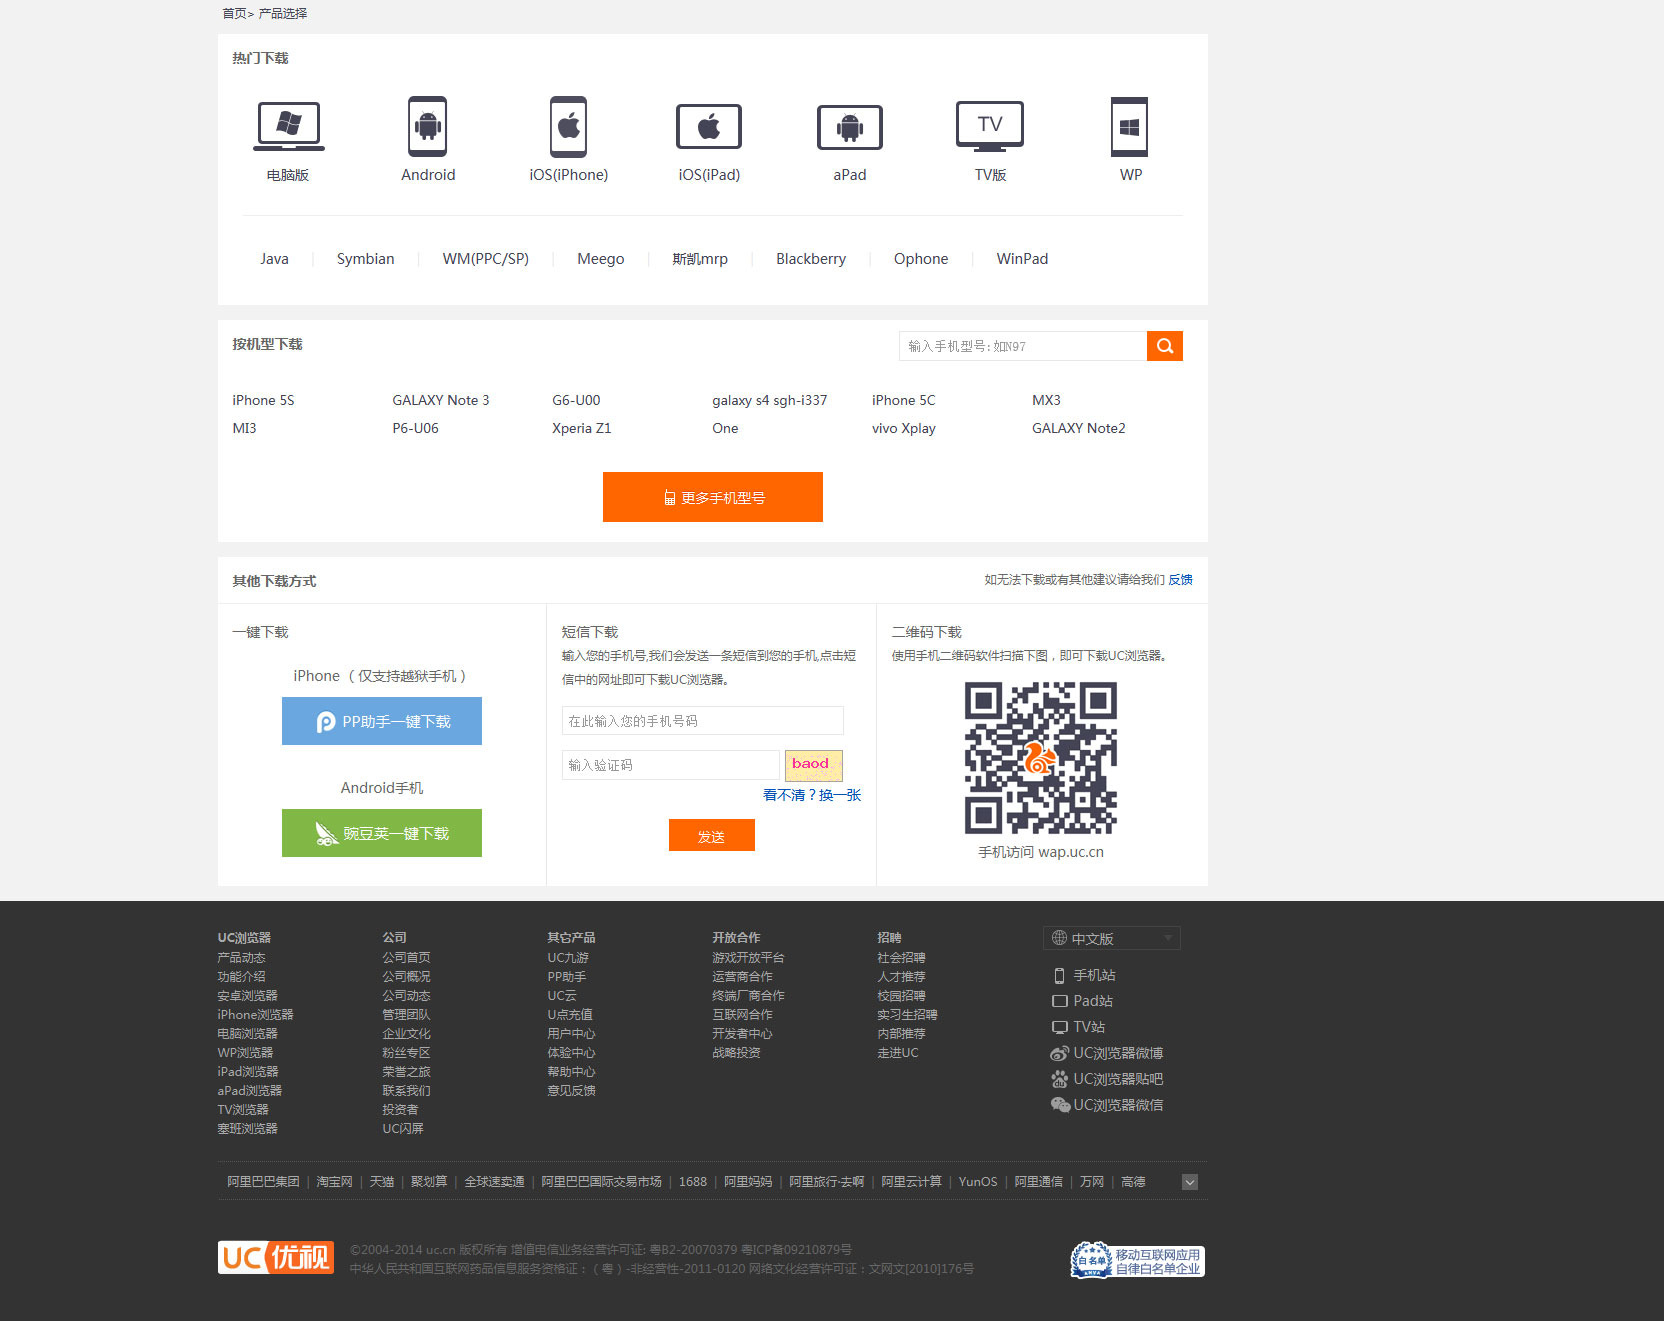 首页> 产品选择
热门下载
TV
电脑版 Android iOS(iPhone) iOS(iPad) aPad TV版 WP
Java | Symbian | WM(PPC/SP) | Meego | 斯凯mrp | Blackberry | Ophone | WinPad
按机型下载 输入手机型号:如N97
iPhone 5S GALAXY Note 3 G6-U00 galaxy s4 sgh-i337 iPhone 5C MX3
MI3 P6-U06 Xperia Z1 One vivo Xplay GALAXY Note2
更多手机型号
其他下载方式 如无法下载或有其他建议请给我们 反馈
一键下载
iPhone（仅支持越狱手机）
PP助手一键下载
Android手机
豌豆荚一键下载
短信下载
输入您的手机号,我们会发送一条短信到您的手机,点击短
信中的网址即可下载UC浏览器。
在此输入您的手机号码
输入验证码 baod
看不清？换一张
发送
二维码下载
使用手机二维码软件扫描下图，即可下载UC浏览器。
手机访问 wap.uc.cn
UC浏览器
产品动态
功能介绍
安卓浏览器
iPhone浏览器
电脑浏览器
WP浏览器
iPad浏览器
aPad浏览器
TV浏览器
塞班浏览器
公司
公司首页
公司概况
公司动态
管理团队
企业文化
粉丝专区
荣誉之旅
联系我们
投资者
UC闪屏
其它产品
UC九游
PP助手
UC云
U点充值
用户中心
体验中心
帮助中心
意见反馈
开放合作
游戏开放平台
运营商合作
终端厂商合作
互联网合作
开发者中心
战略投资
招聘
社会招聘
人才推荐
校园招聘
实习生招聘
内部推荐
走进UC
中文版
手机站
Pad站
TV站
UC浏览器微博
UC浏览器贴吧
UC浏览器微信
阿里巴巴集团 | 淘宝网 | 天猫 | 聚划算 | 全球速卖通 | 阿里巴巴国际交易市场 | 1688 | 阿里妈妈 | 阿里旅行·去啊 | 阿里云计算 | YunOS | 阿里通信 | 万网 | 高德
UC优视
©2004-2014 uc.cn 版权所有 增值电信业务经营许可证: 粤B2-20070379 粤ICP备09210879号
中华人民共和国互联网药品信息服务资格证：（粤）-非经营性-2011-0120 网络文化经营许可证：文网文[2010]176号
白名单
移动互联网应用
自律白名单企业